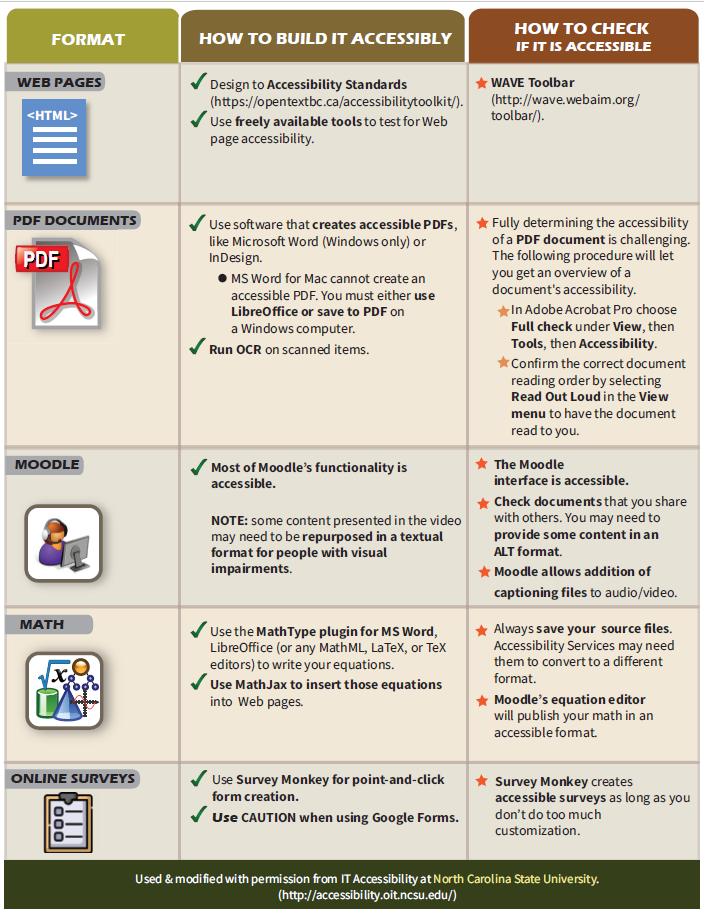 FORMAT
HOW TO BUILD IT ACCESSIBLY
HOW TO CHECK
IF IT IS ACCESSIBLE
WEB PAGES
<HTML>
Design to Accessibility Standards
(https://opentextbc.ca/accessibilitytoolkit/).
Use freely available tools to test for Web
page accessibility.
WAVE Toolbar
(http://wave.webaim.org/
toolbar/).
PDF DOCUMENTS
PDF
Use software that creates accessible PDFs,
like Microsoft Word (Windows only) or
InDesign.
MS Word for Mac cannot create an
accessible PDF. You must either use
LibreOffice or save to PDF on
a Windows computer.
Run OCR on scanned items.
Fully determining the accessibility
of a PDF document is challenging.
The following procedure will let
you get an overview of a
document's accessibility.
In Adobe Acrobat Pro choose
Full check under View, then
Tools, then Accessibility.
Confirm the correct document
reading order by selecting
Read Out Loud in the View
menu to have the document
read to you.
MOODLE
Most of Moodle's functionality is
accessible.
NOTE: some content presented in the video
may need to be repurposed in a textual
format for people with visual
impairments.
The Moodle
interface is accessible.
Check documents that you share
with others. You may need to
provide some content in an
ALT format.
Moodle allows addition of
captioning files to audio/video.
MATH
√x
Use the MathType plugin for MS Word,
LibreOffice (or any MathML, LaTeX, or TeX
editors) to write your equations.
Use MathJax to insert those equations
into Web pages.
Always save your source files.
Accessibility Services may need
them to convert to a different
format.
Moodle's equation editor
will publish your math in an
accessible format.
ONLINE SURVEYS
Use Survey Monkey for point-and-click
form creation.
Use CAUTION when using Google Forms.
Survey Monkey creates
accessible surveys as long as you
don't do too much
customization.
Used & modified with permission from IT Accessibility at North Carolina State University.
(http://accessibility.oit.ncsu.edu/)